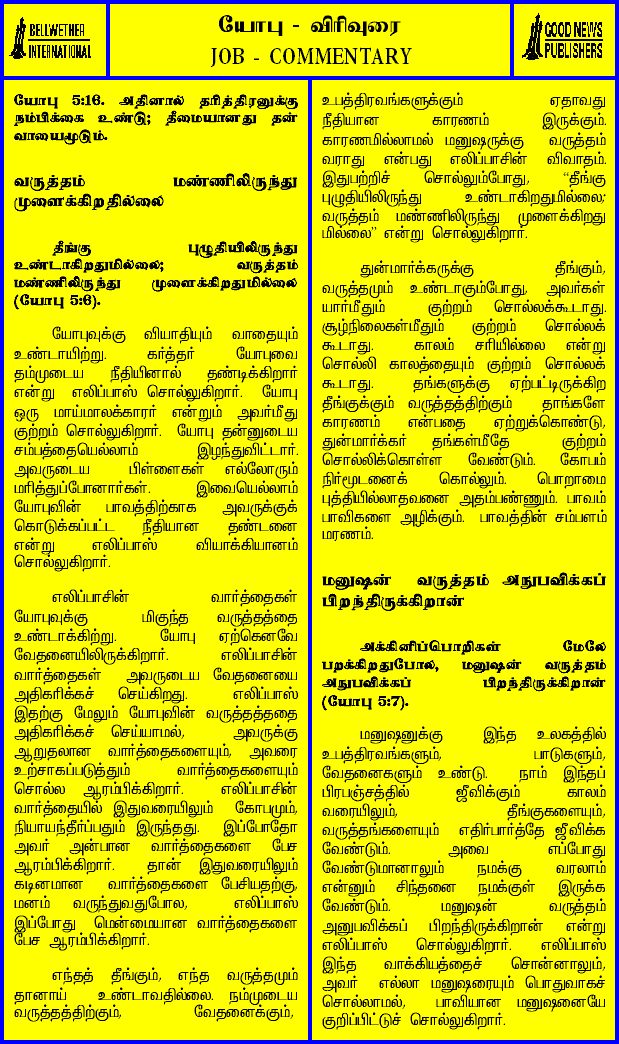 BELLWETHER
INTERNATIONAL
யோபு - விரிவுரை
JOB - COMMENTARY
GOOD NEWS
PUBLISHERS
யோபு 5:16. அதினால் தரித்திரனுக்கு
நம்பிக்கை உண்டு; தீமையானது தன்
வாயைமூடும்.
வருத்தம் மண்ணிலிருந்து
முளைக்கிறதில்லை
தீங்கு புழுதியிலிருந்து
உண்டாகிறதுமில்லை; வருத்தம்
மண்ணிலிருந்து முளைக்கிறதுமில்லை
(யோபு 5:6).
யோபுவுக்கு வியாதியும் வாதையும்
உண்டாயிற்று. கர்த்தர் யோபுவை
தம்முடைய நீதியினால் தண்டிக்கிறார்
என்று எலிப்பாஸ் சொல்லுகிறார். யோபு
ஒரு மாய்மாலக்காரர் என்றும் அவர்மீது
குற்றம் சொல்லுகிறார். யோபு தன்னுடைய
சம்பத்தையெல்லாம் இழந்துவிட்டார்.
அவருடைய பிள்ளைகள் எல்லோரும்
மரித்துப்போனார்கள். இவையெல்லாம்
யோபுவின் பாவத்திற்காக அவருக்குக்
கொடுக்கப்பட்ட நீதியான தண்டனை
என்று எலிப்பாஸ் வியாக்கியானம்
சொல்லுகிறார்.
எலிப்பாசின் வார்த்தைகள்
யோபுவுக்கு மிகுந்த வருத்தத்தை
உண்டாக்கிற்று. யோபு ஏற்கெனவே
வேதனையிலிருக்கிறார். எலிப்பாசின்
வார்த்தைகள் அவருடைய வேதனையை
அதிகரிக்கச் செய்கிறது. எலிப்பாஸ்
இதற்கு மேலும் யோபுவின் வருத்தத்ததை
அதிகரிக்கச் செய்யாமல், அவருக்கு
ஆறுதலான வார்த்தைகளையும், அவரை
உற்சாகப்படுத்தும் வார்த்தைகளையும்
சொல்ல ஆரம்பிக்கிறார். எலிப்பாசின்
வார்த்தையில் இதுவரையிலும் கோபமும்,
நியாயந்தீர்ப்பதும் இருந்தது. இப்போதோ
அவர் அன்பான வார்த்தைகளை பேச
ஆரம்பிக்கிறார். தான் இதுவரையிலும்
கடினமான வார்த்தைகளை பேசியதற்கு,
மனம் வருந்துவதுபோல, எலிப்பாஸ்
இப்போது மென்மையான வார்த்தைகளை
பேச ஆரம்பிக்கிறார்.
எந்தத் தீங்கும், எந்த வருத்தமும்
தானாய் உண்டாவதில்லை. நம்முடைய
வருத்தத்திற்கும், வேதனைக்கும்,
உபத்திரவங்களுக்கும் ஏதாவது
நீதியான காரணம் இருக்கும்.
காரணமில்லாமல் மனுஷருக்கு வருத்தம்
வராது என்பது எலிப்பாசின் விவாதம்.
இதுபற்றிச் சொல்லும்போது, "தீங்கு
புழுதியிலிருந்து உண்டாகிறதுமில்லை;
வருத்தம் மண்ணிலிருந்து முளைக்கிறது
மில்லை" என்று சொல்லுகிறார்.
துன்மார்க்கருக்கு தீங்கும்,
வருத்தமும் உண்டாகும்போது, அவர்கள்
யார்மீதும் குற்றம் சொல்லக்கூடாது.
சூழ்நிலைகள்மீதும் குற்றம் சொல்லக்
கூடாது. காலம் சரியில்லை என்று
சொல்லி காலத்தையும் குற்றம் சொல்லக்
கூடாது. தங்களுக்கு ஏற்பட்டிருக்கிற
தீங்குக்கும் வருத்தத்திற்கும் தாங்களே
காரணம் என்பதை ஏற்றுக்கொண்டு,
துன்மார்க்கர் தங்கள்மீதே குற்றம்
சொல்லிக்கொள்ள வேண்டும். கோபம்
நிர்மூடனைக் கொல்லும். பொறாமை
புத்தியில்லாதவனை அதம்பண்ணும். பாவம்
பாவிகளை அழிக்கும். பாவத்தின் சம்பளம்
மரணம்.
மனுஷன் வருத்தம் அநுபவிக்கப்
பிறந்திருக்கிறான்
அக்கினிப்பொறிகள் மேலே
பறக்கிறதுபோல, மனுஷன் வருத்தம்
அநுபவிக்கப் பிறந்திருக்கிறான்
(யோபு 5:7).
மனுஷனுக்கு இந்த உலகத்தில்
உபத்திரவங்களும், பாடுகளும்,
வேதனைகளும் உண்டு. நாம் இந்தப்
பிரபஞ்சத்தில் ஜீவிக்கும் காலம்
வரையிலும், தீங்குகளையும்,
வருத்தங்களையும் எதிர்பார்த்தே ஜீவிக்க
வேண்டும். அவை எப்போது
வேண்டுமானாலும் நமக்கு வரலாம்
என்னும் சிந்தனை நமக்குள் இருக்க
வேண்டும். மனுஷன் வருத்தம்
அனுபவிக்கப் பிறந்திருக்கிறான் என்று
எலிப்பாஸ் சொல்லுகிறார். எலிப்பாஸ்
இந்த வாக்கியத்தைச் சொன்னாலும்,
அவர் எல்லா மனுஷரையும் பொதுவாகச்
சொல்லாமல், பாவியான மனுஷனையே
குறிப்பிட்டுச் சொல்லுகிறார்.